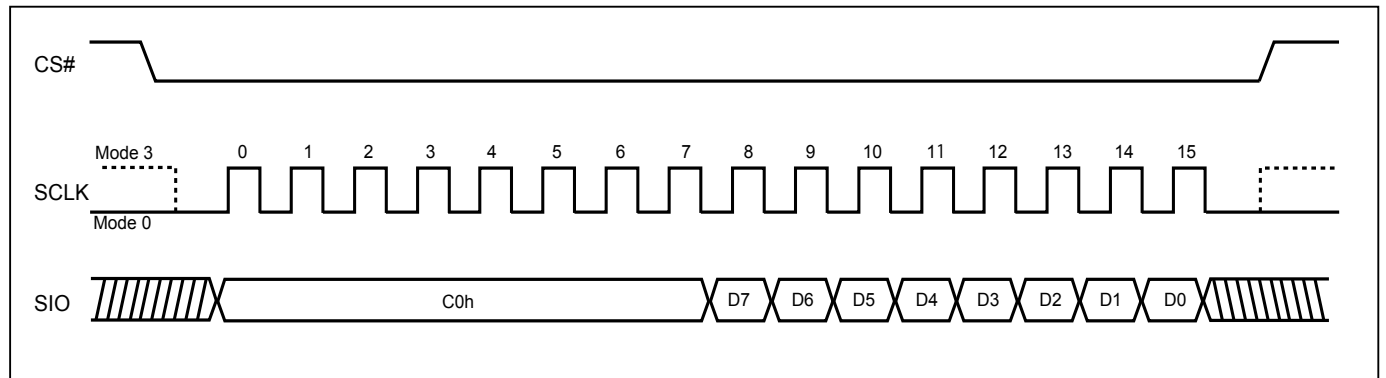 CS#
Mode 3
0 1 2 3 4 5 6 7 8 9 10 11 12 13 14 15
SCLK
Mode 0
SIO
C0h D7 D6 D5 D4 D3 D2 D1 D0